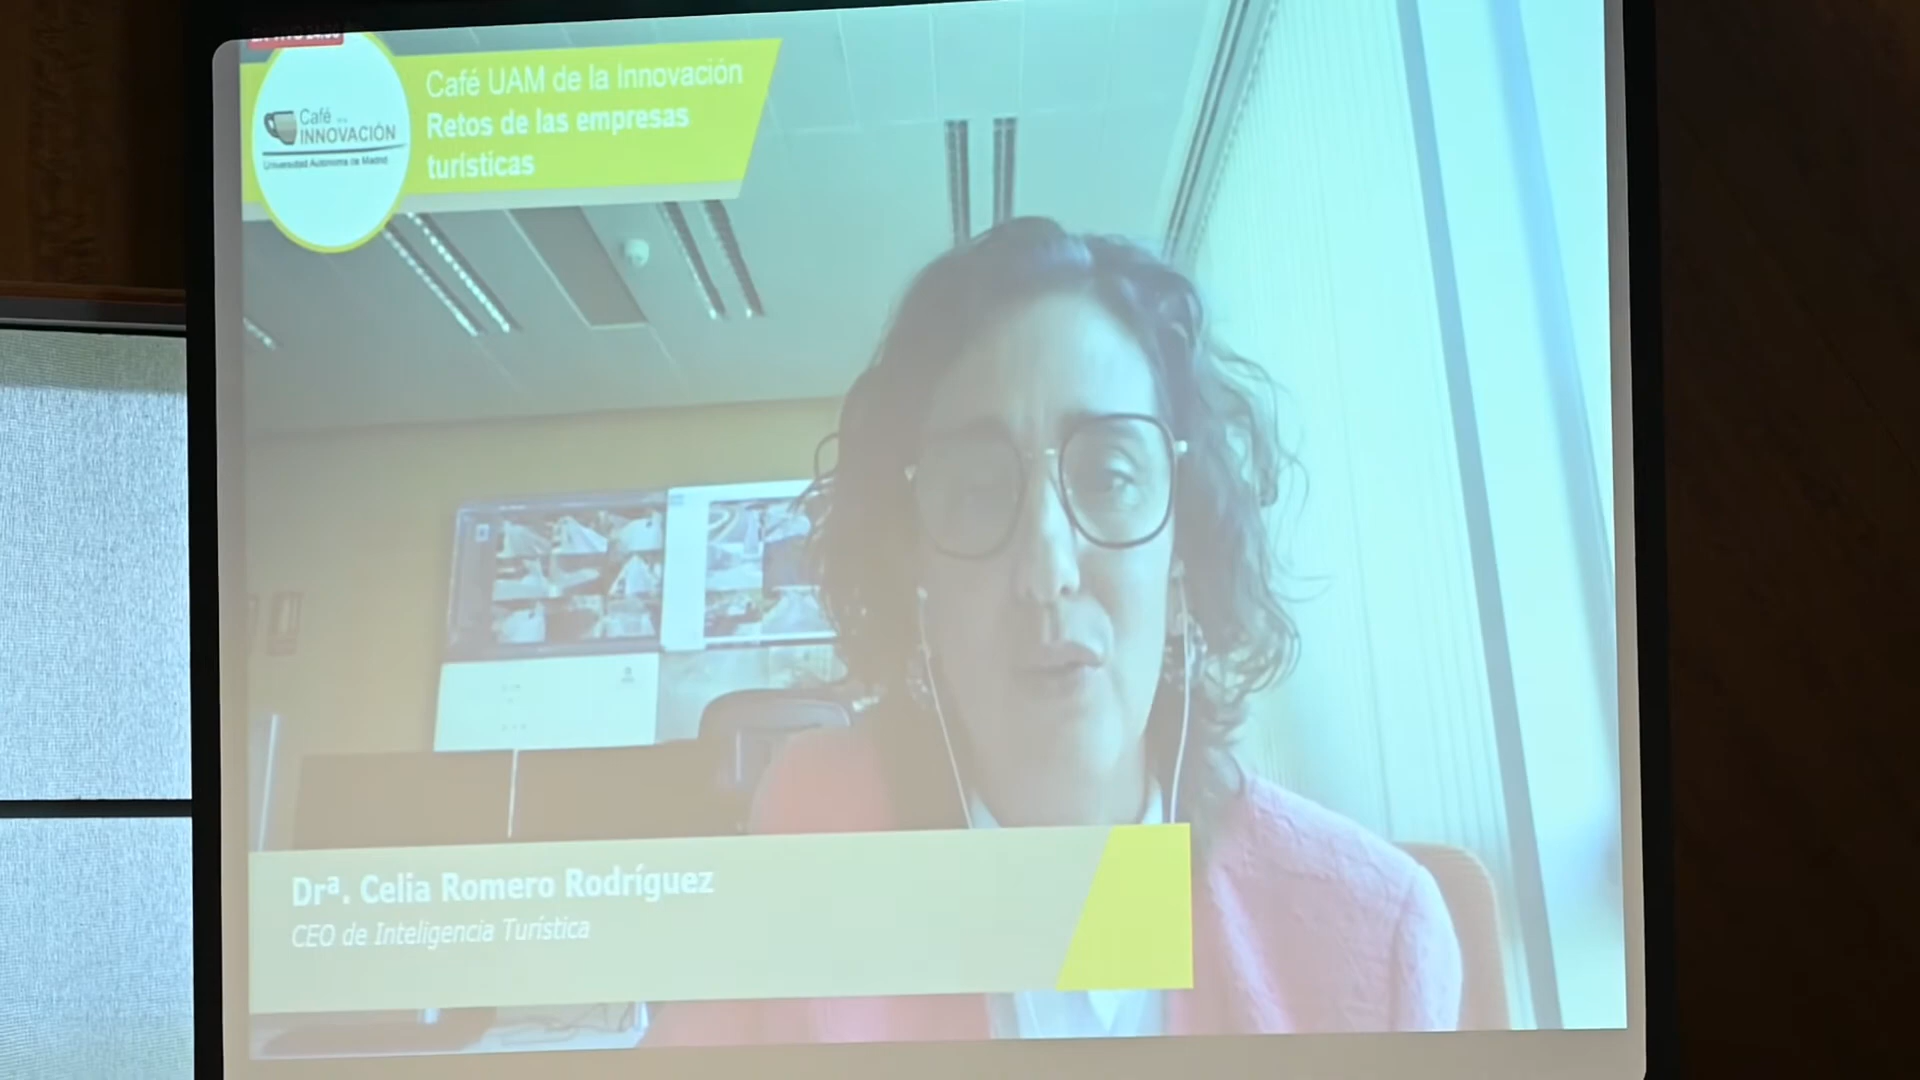 Café UAM de la Innovación
Retos de las empresas
turísticas
Café
INNOVACIÓN
Universidad Autónoma de Madrid
Drª. Celia Romero Rodríguez
CEO de Inteligencia Turística